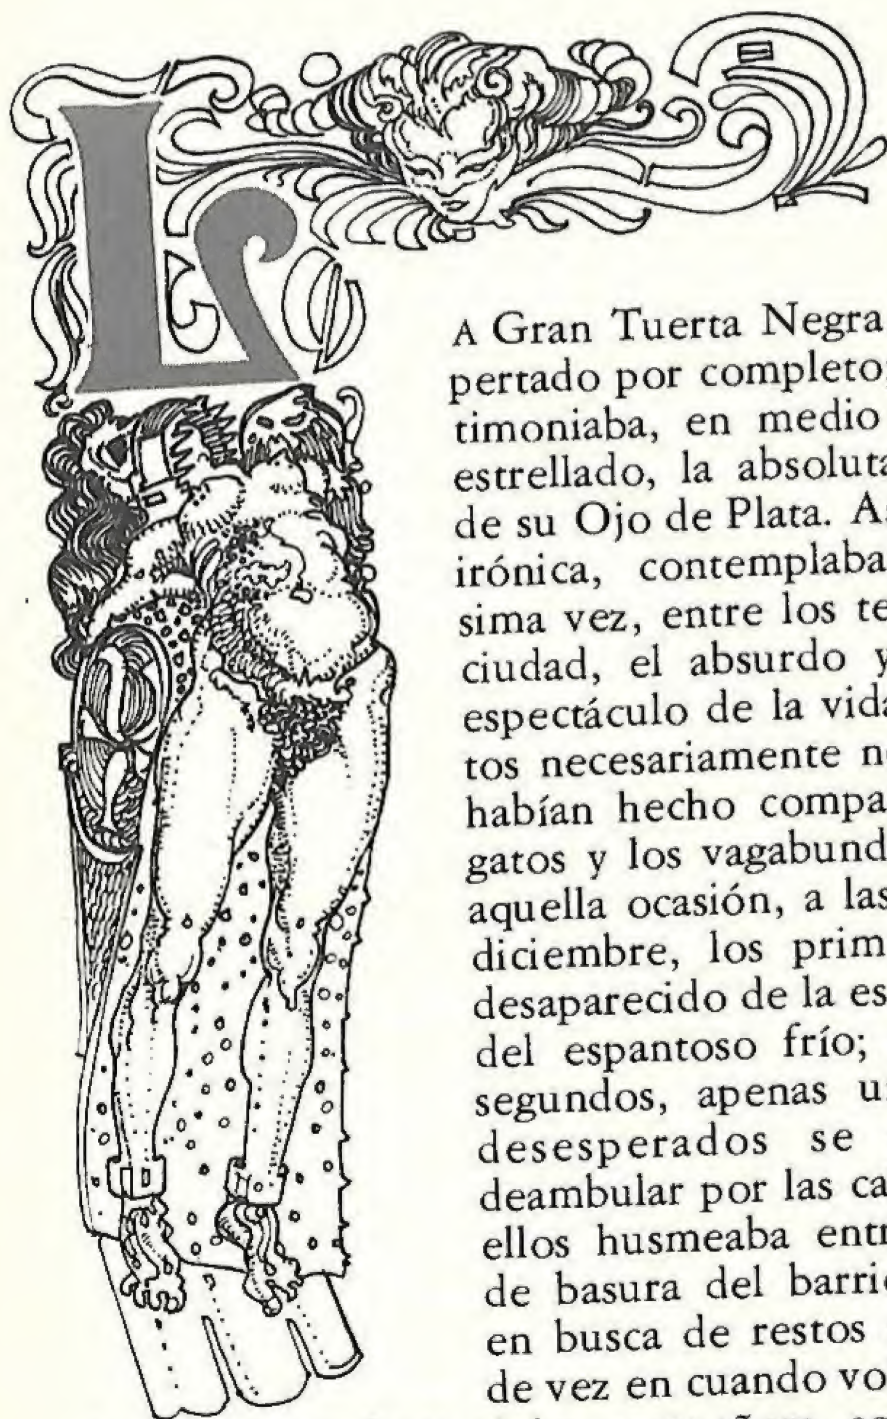 LA Gran Tuerta Negra
pertado por completo;
timoniaba, en medio
estrellado, la absoluta
de su Ojo de Plata. A
irónica, contemplaba
sima vez, entre los te
ciudad, el absurdo y
espectáculo de la vida
tos necesariamente n
habían hecho compa
gatos y los vagabund
aquella ocasión, a las
diciembre, los prim
desaparecido de la es
del espantoso frío;
segundos, apenas u
desesperados se
deambular por las ca
ellos husmeaba entr
de basura del barrio
en busca de restos
de vez en cuando vo